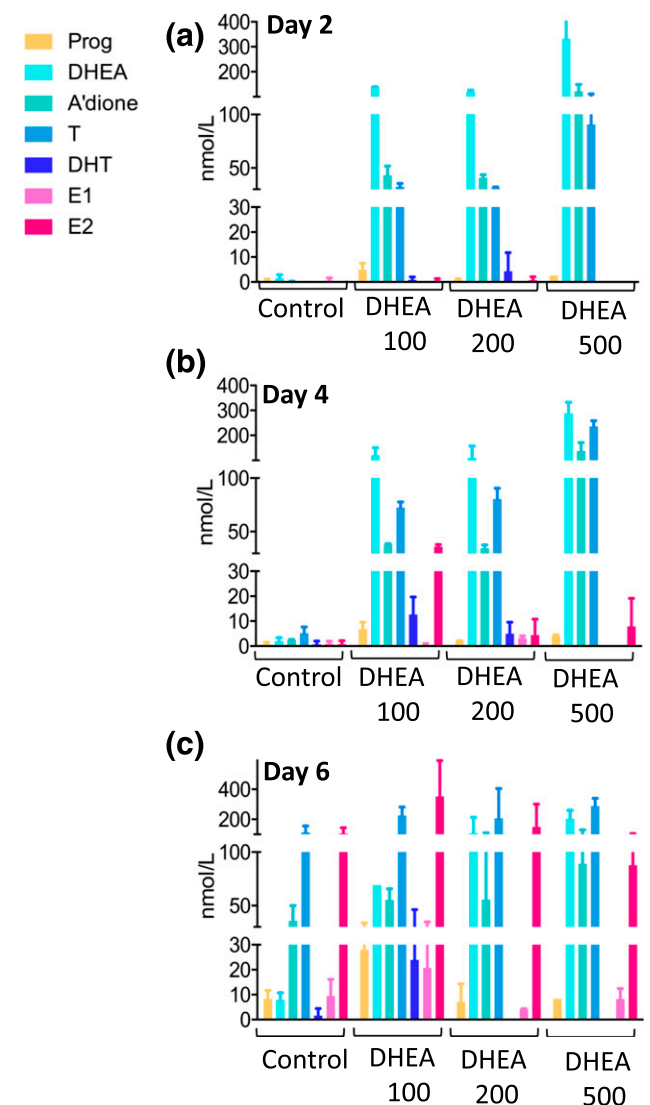 Prog
DHEA
A'dione
T
DHT
E1
E2
(a)
Day 2
400
300
200
100
50
30
20
10
0
nmol/L
Control
DHEA
100
DHEA
200
DHEA
500
(b)
Day 4
400
300
200
100
50
30
20
10
0
nmol/L
Control
DHEA
100
DHEA
200
DHEA
500
(c)
Day 6
400
200
100
50
30
20
10
0
nmol/L
Control
DHEA
100
DHEA
200
DHEA
500